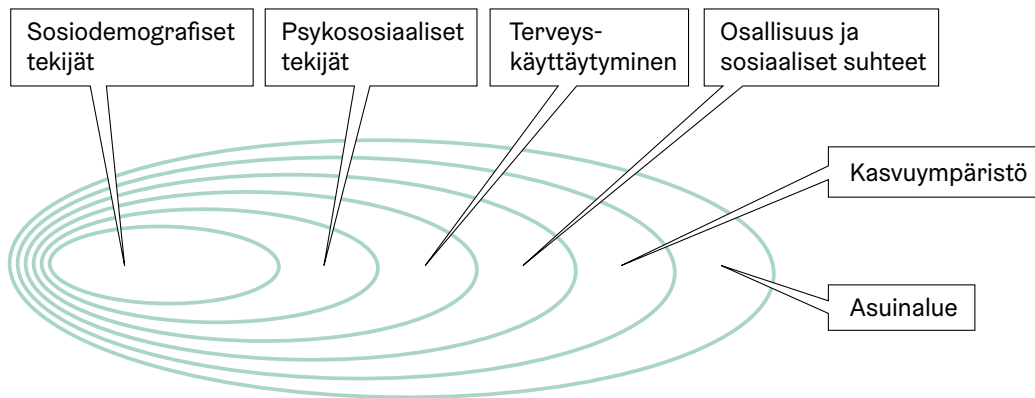 Sosiodemografiset
tekijät
Psykososiaaliset
tekijät
Terveys-
käyttäytyminen
Osallisuus ja
sosiaaliset suhteet
Kasvuympäristö
Asuinalue